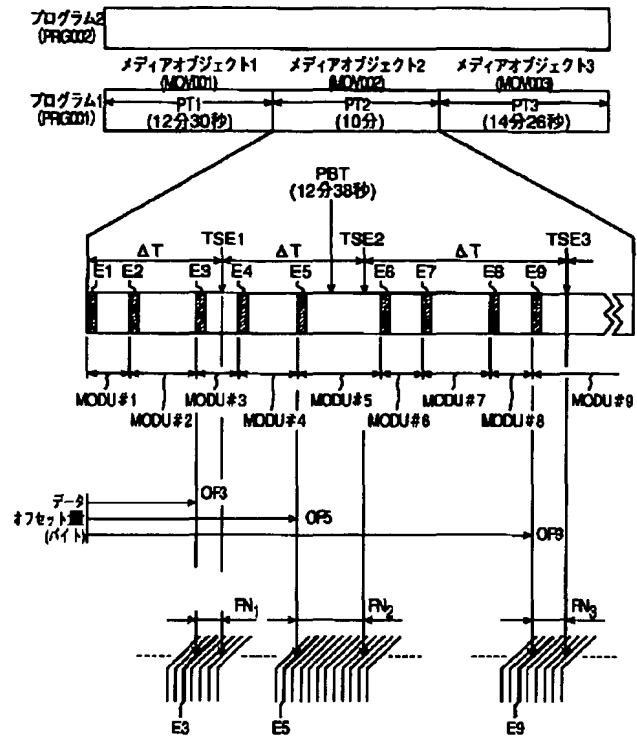 プログラム2
(PRG002)
メディアオブジェクト1 メディアオブジェクト2 メディアオブジェクト3
(MOV001) (MOV002) (MOV003)
プログラム1
(PRG001)
PT1 PT2 PT3
(12分30秒) (10分) (14分26秒)
PBT
(12分38秒)
ΔT TSE1 ΔT TSE2 ΔT TSE3
E1 E2 E3 E4 E5 E6 E7 E8 E9
MODU#1 MODU#3 MODU#5 MODU#7 MODU#9
MODU#2 MODU#4 MODU#6 MODU#8
データ
オフセット量
(バイト)
OF3
OF5
OF9
FN1 FN2 FN3
E3 E5 E9